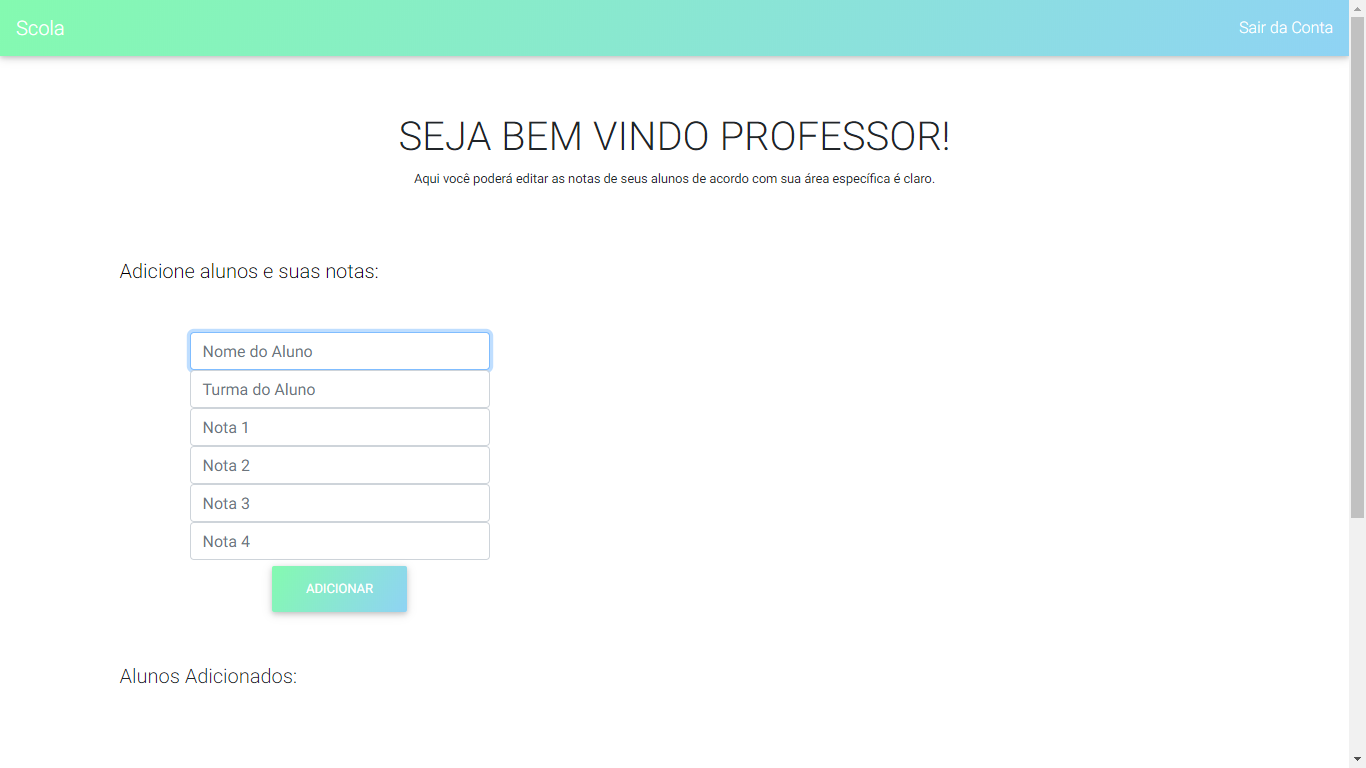 Scola
Sair da Conta
SEJA BEM VINDO PROFESSOR!
Aqui você poderá editar as notas de seus alunos de acordo com sua área específica é claro.
Adicione alunos e suas notas:
Nome do Aluno
Turma do Aluno
Nota 1
Nota 2
Nota 3
Nota 4
ADICIONAR
Alunos Adicionados: